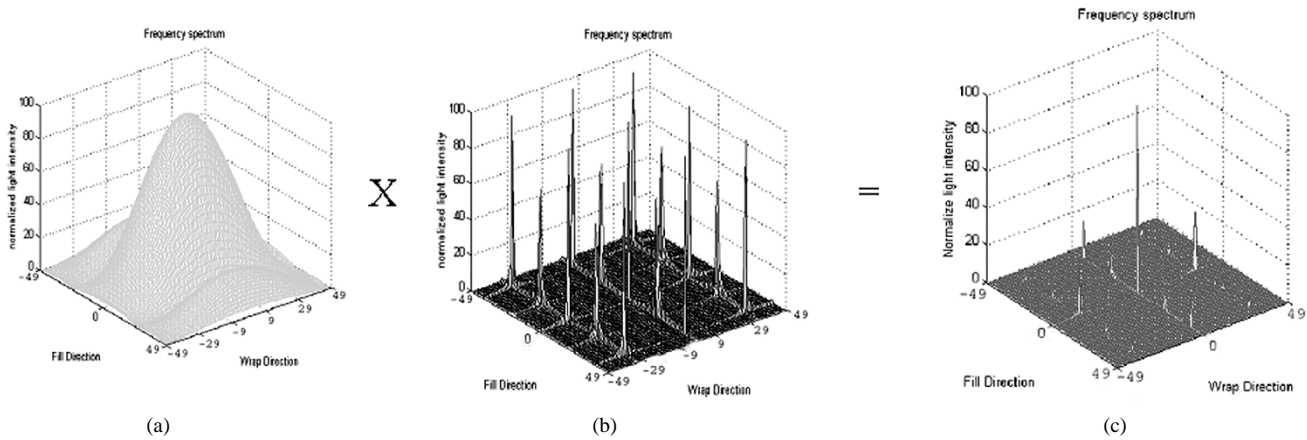 Frequency spectrum
normalized light intensity
100
80
60
40
20
0
-49
0
49
Fill Direction
-49
-29
-9
9
29
49
Wrap Direction
(a)
X
Frequency spectrum
normalized light intensity
100
80
60
40
20
0
-49
0
49
Fill Direction
-49
-29
-9
9
29
49
Wrap Direction
(b)
=
Frequency spectrum
Normalize light intensity
100
80
60
40
20
0
-49
0
49
Fill Direction
-49
0
49
Wrap Direction
(c)